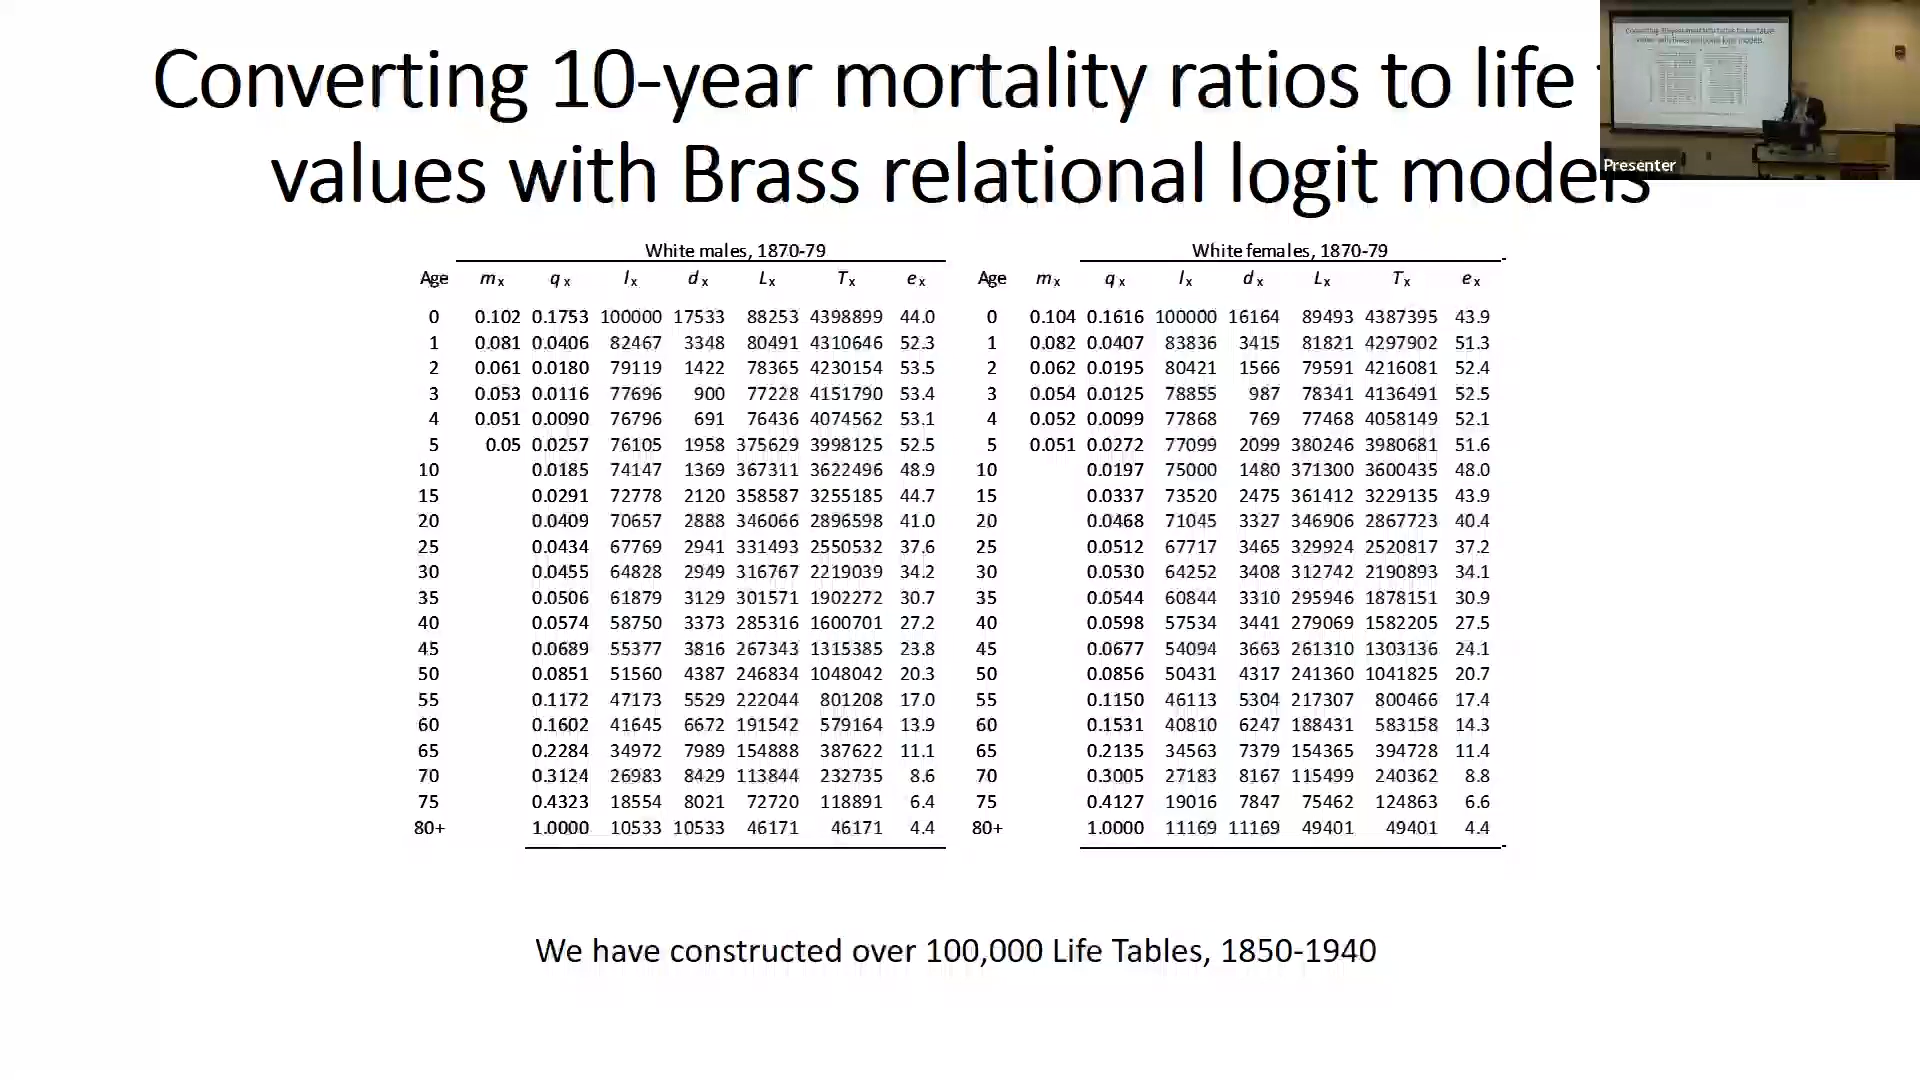 Converting 10-year mortality ratios to life
values with Brass relational logit models
Presenter
White males, 1870-79 White females, 1870-79
Age mx qx lx dx Lx Tx ex Age mx qx lx dx Lx Tx ex
0 0.102 0.1753 100000 17533 88253 4398899 44.0 0 0.104 0.1616 100000 16164 89493 4387395 43.9
1 0.081 0.0406 82467 3348 80491 4310646 52.3 1 0.082 0.0407 83836 3415 81821 4297902 51.3
2 0.061 0.0180 79119 1422 78365 4230154 53.5 2 0.062 0.0195 80421 1566 79591 4216081 52.4
3 0.053 0.0116 77696 900 77228 4151790 53.4 3 0.054 0.0125 78855 987 78341 4136491 52.5
4 0.051 0.0090 76796 691 76436 4074562 53.1 4 0.052 0.0099 77868 769 77468 4058149 52.1
5 0.05 0.0257 76105 1958 375629 3998125 52.5 5 0.051 0.0272 77099 2099 380246 3980681 51.6
10 0.0185 74147 1369 367311 3622496 48.9 10 0.0197 75000 1480 371300 3600435 48.0
15 0.0291 72778 2120 358587 3255185 44.7 15 0.0337 73520 2475 361412 3229135 43.9
20 0.0409 70657 2888 346066 2896598 41.0 20 0.0468 71045 3327 346906 2867723 40.4
25 0.0434 67769 2941 331493 2550532 37.6 25 0.0512 67717 3465 329924 2520817 37.2
30 0.0455 64828 2949 316767 2219039 34.2 30 0.0530 64252 3408 312742 2190893 34.1
35 0.0506 61879 3129 301571 1902272 30.7 35 0.0544 60844 3310 295946 1878151 30.9
40 0.0574 58750 3373 285316 1600701 27.2 40 0.0598 57534 3441 279069 1582205 27.5
45 0.0689 55377 3816 267343 1315385 23.8 45 0.0677 54094 3663 261310 1303136 24.1
50 0.0851 51560 4387 246834 1048042 20.3 50 0.0856 50431 4317 241360 1041825 20.7
55 0.1172 47173 5529 222044 801208 17.0 55 0.1150 46113 5304 217307 800466 17.4
60 0.1602 41645 6672 191542 579164 13.9 60 0.1531 40810 6247 188431 583158 14.3
65 0.2284 34972 7989 154888 387622 11.1 65 0.2135 34563 7379 154365 394728 11.4
70 0.3124 26983 8429 113844 232735 8.6 70 0.3005 27183 8167 115499 240362 8.8
75 0.4323 18554 8021 72720 118891 6.4 75 0.4127 19016 7847 75462 124863 6.6
80+ 1.0000 10533 10533 46171 46171 4.4 80+ 1.0000 11169 11169 49401 49401 4.4
We have constructed over 100,000 Life Tables, 1850-1940